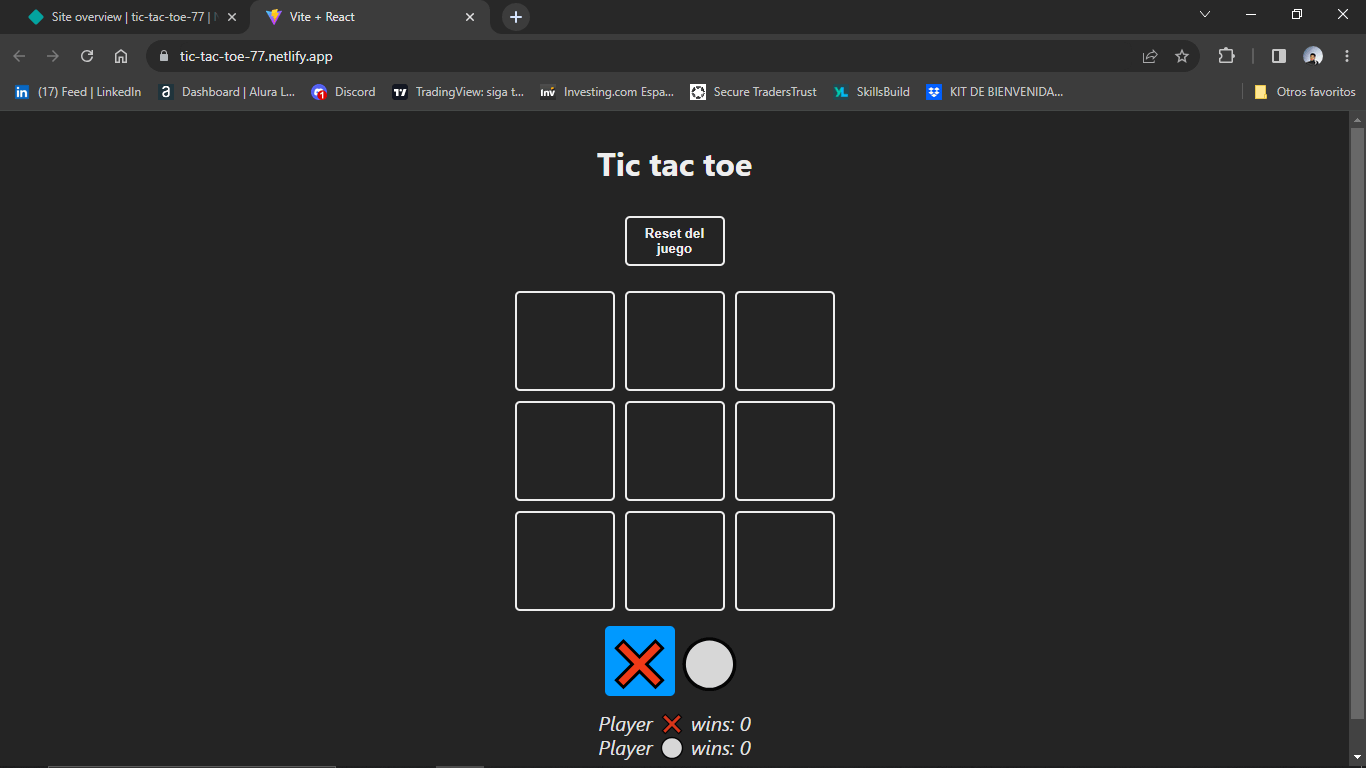 Site overview | tic-tac-toe-77 |
Vite + React
tic-tac-toe-77.netlify.app
(17) Feed | LinkedIn
Dashboard | Alura L...
Discord
TradingView: siga t...
Investing.com Espa...
Secure TradersTrust
SkillsBuild
KIT DE BIENVENIDA...
Otros favoritos
Tic tac toe
Reset del
juego
Player ❌ wins: 0
Player ⚪ wins: 0